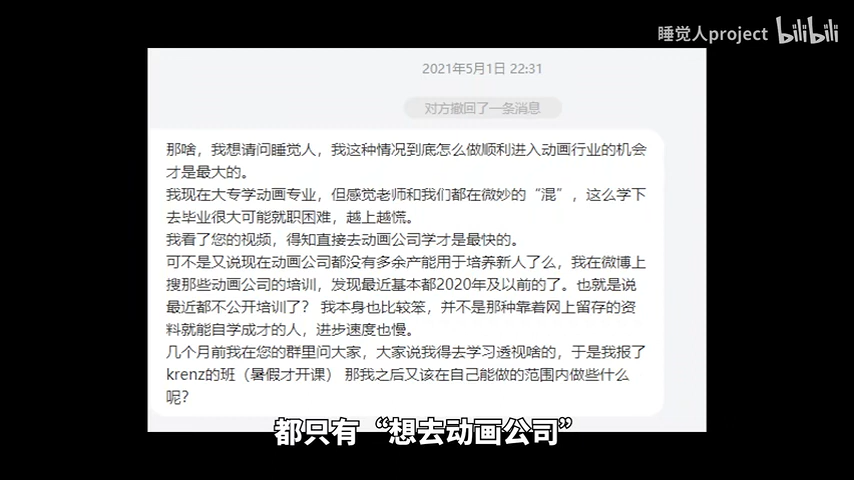 睡觉人project bilibili
2021年5月1日 22:31
对方撤回了一条消息
那啥，我想请问睡觉人，我这种情况到底怎么做顺利进入动画行业的机会
才是最大的。
我现在大专学动画专业，但感觉老师和我们都在微妙的“混”，这么学下
去毕业很大可能就职困难，越上越慌。
我看了您的视频，得知直接去动画公司学才是最快的。
可不是又说现在动画公司都没有多余产能用于培养新人了么，我在微博上
搜那些动画公司的培训，发现最近基本都2020年及以前的了。也就是说
最近都不公开培训了？ 我本身也比较笨，并不是那种靠着网上留存的资
料就能自学成才的人，进步速度也慢。
几个月前我在您的群里问大家，大家说我得去学习透视啥的，于是我报了
krenz的班（暑假才开课） 那我之后又该在自己能做的范围内做些什么
呢？
都只有“想去动画公司”